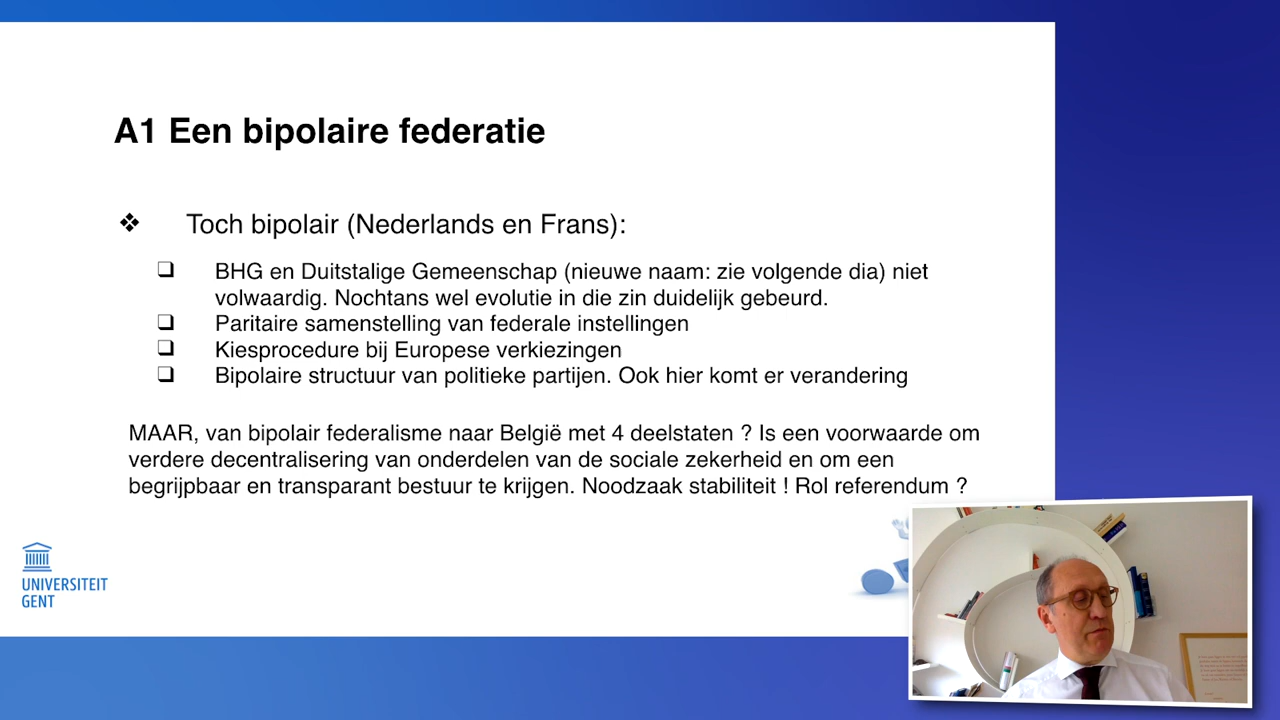 A1 Een bipolaire federatie
❖ Toch bipolair (Nederlands en Frans):
❑ BHG en Duitstalige Gemeenschap (nieuwe naam: zie volgende dia) niet
volwaardig. Nochtans wel evolutie in die zin duidelijk gebeurd.
❑ Paritaire samenstelling van federale instellingen
❑ Kiesprocedure bij Europese verkiezingen
❑ Bipolaire structuur van politieke partijen. Ook hier komt er verandering
MAAR, van bipolair federalisme naar België met 4 deelstaten ? Is een voorwaarde om
verdere decentralisering van onderdelen van de sociale zekerheid en om een
begrijpbaar en transparant bestuur te krijgen. Noodzaak stabiliteit ! Rol referendum ?
UNIVERSITEIT
GENT